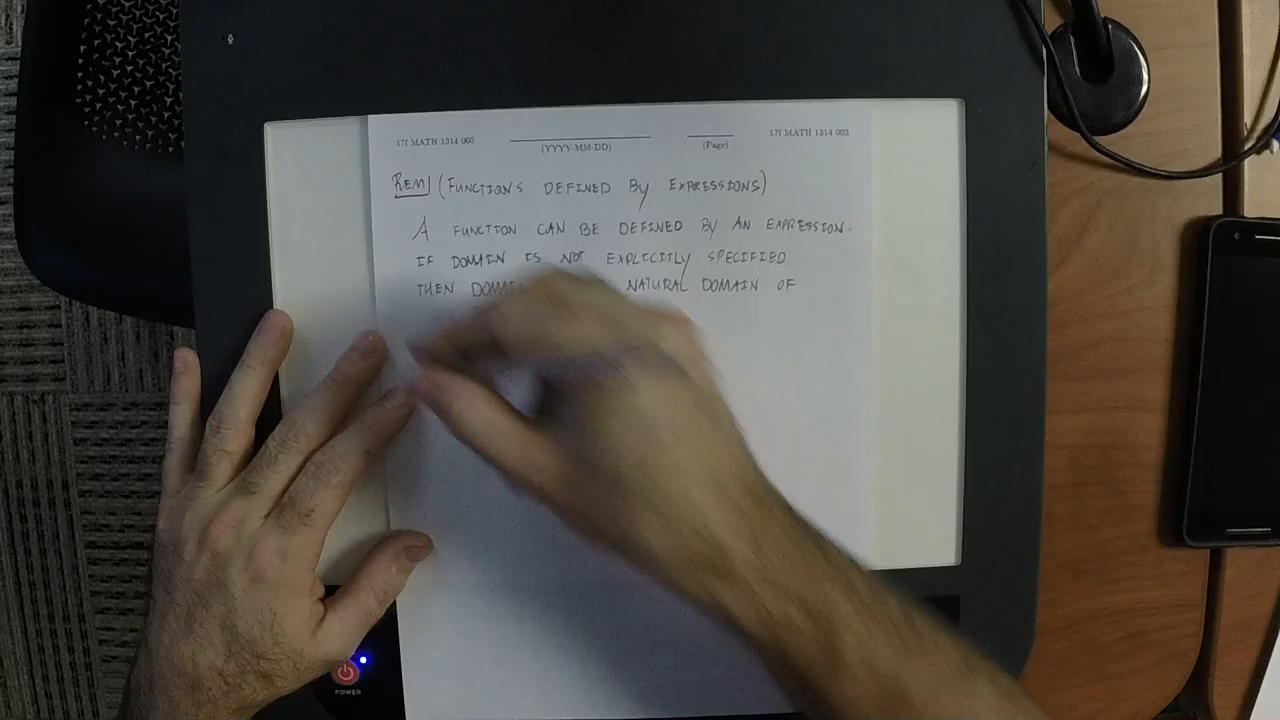 17f MATH 1314 005
(YYYY-MM-DD)
(Page)
17f MATH 1314 005
REM (FUNCTIONS DEFINED BY EXPRESSIONS)
A FUNCTION CAN BE DEFINED BY AN EXPRESSION.
IF DOMAIN IS NOT EXPLICITLY SPECIFIED
THEN NATURAL DOMAIN OF
POWER